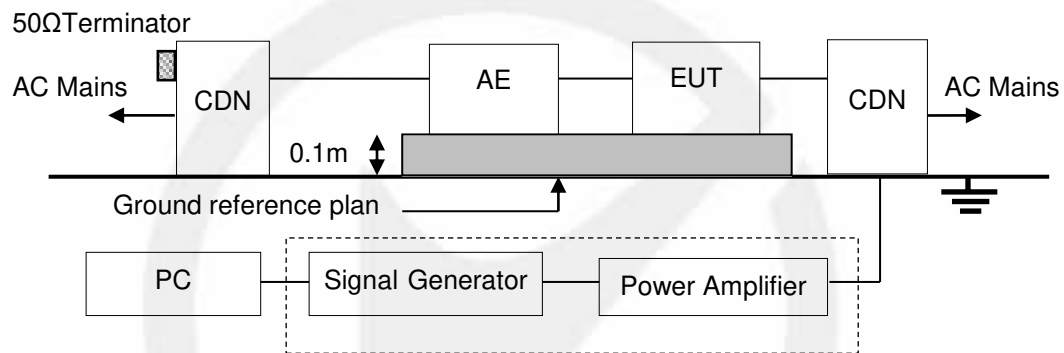 50ΩTerminator
AC Mains
CDN
AE
EUT
CDN
AC Mains
0.1m
Ground reference plan
PC
Signal Generator
Power Amplifier